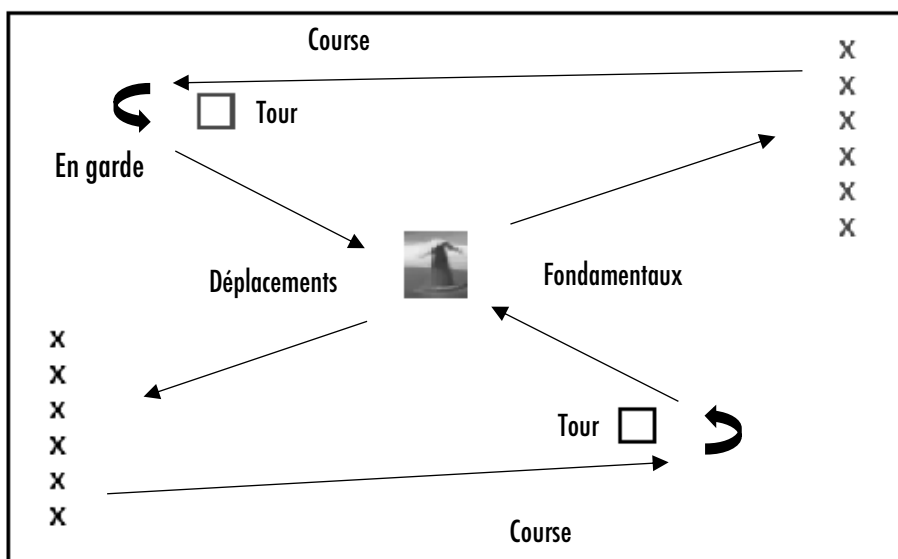 Course
X
X
X
X
X
X
Tour
En garde
Déplacements
Fondamentaux
X
X
X
X
X
X
Tour
Course